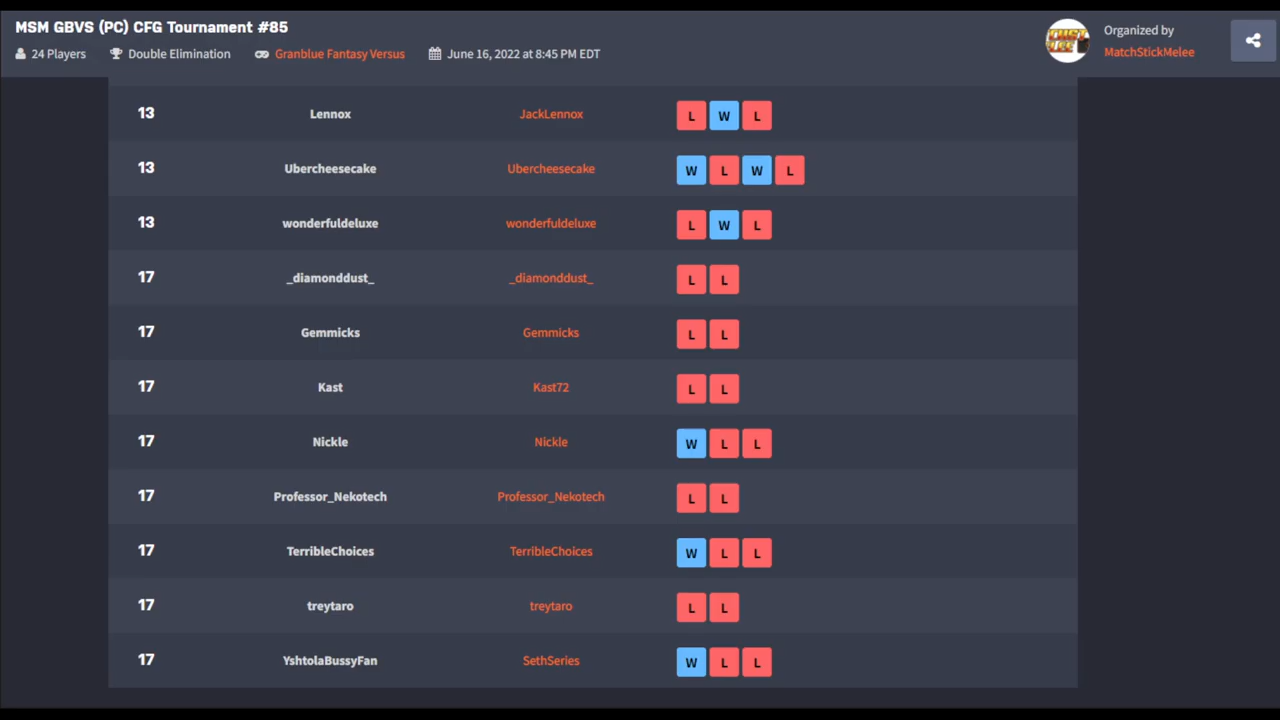 MSM GBVS (PC) CFG Tournament #85
24 Players Double Elimination Granblue Fantasy Versus June 16, 2022 at 8:45 PM EDT
Organized by
MatchStickMelee
13 Lennox JackLennox L W L
13 Ubercheesecake Ubercheesecake W L W L
13 wonderfuldeluxe wonderfuldeluxe L W L
17 _diamonddust_ _diamonddust_ L L
17 Gemmicks Gemmicks L L
17 Kast Kast72 L L
17 Nickle Nickle W L L
17 Professor_Nekotech Professor_Nekotech L L
17 TerribleChoices TerribleChoices W L L
17 treytaro treytaro L L
17 YshtolaBussyFan SethSeries W L L